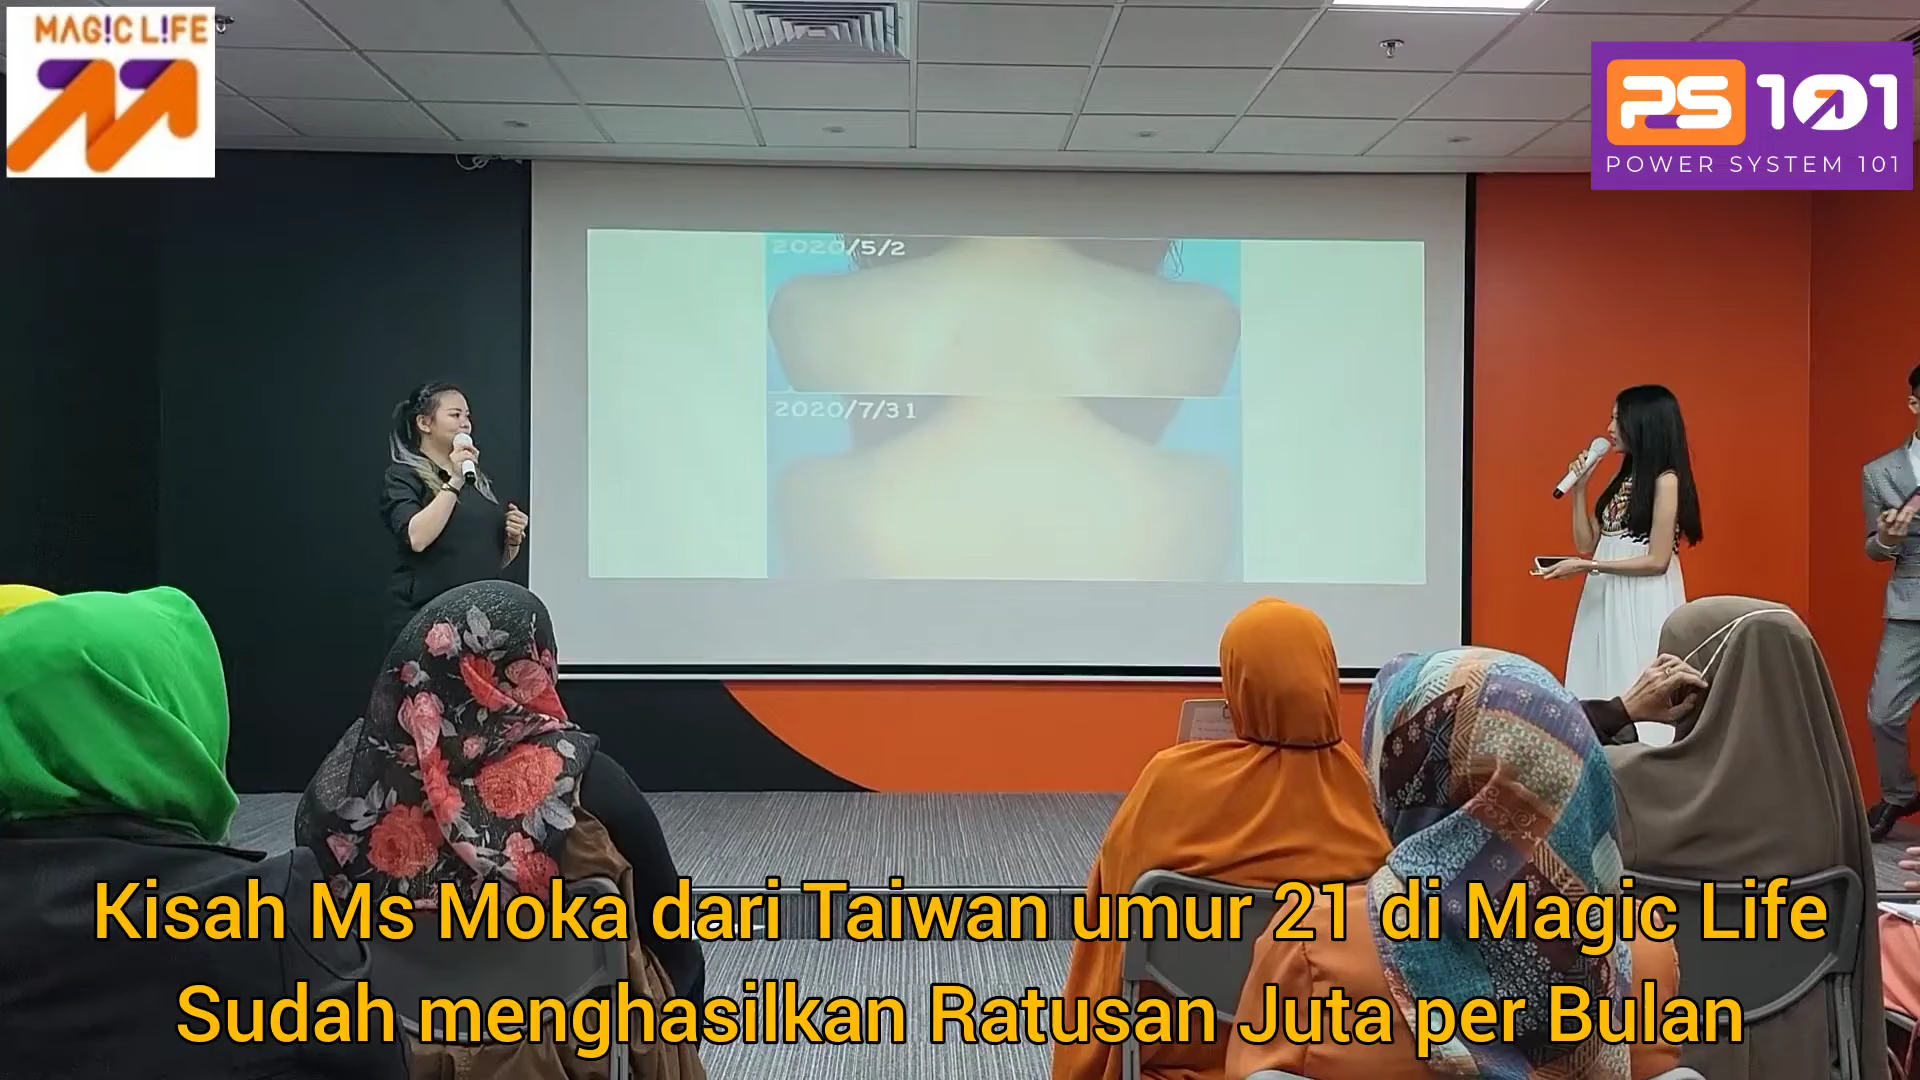 MAG!C L!FE
PS 101
POWER SYSTEM 101
2020/5/2
2020/7/31
Kisah Ms Moka dari Taiwan umur 21 di Magic Life
Sudah menghasilkan Ratusan Juta per Bulan